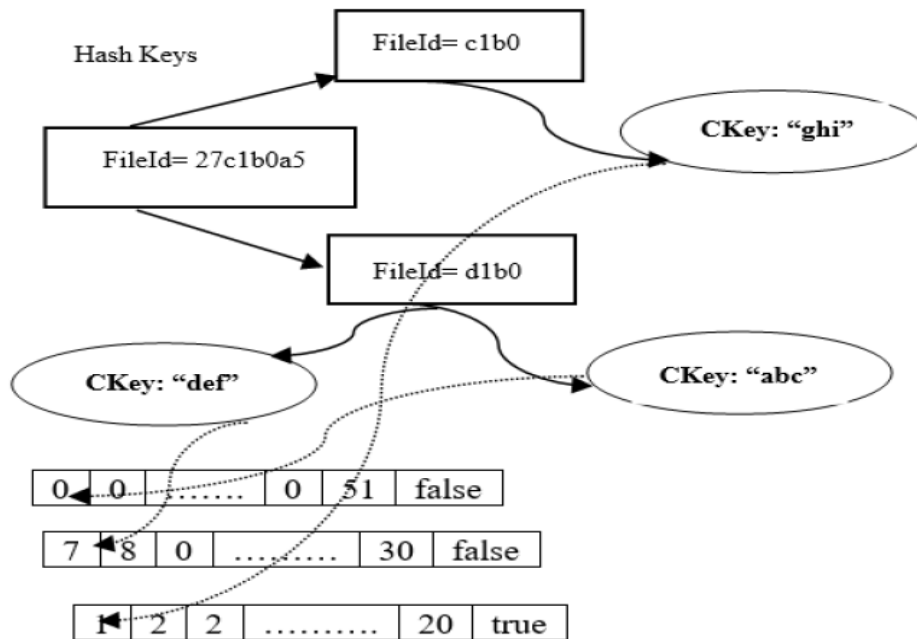 FileId= c1b0
Hash Keys
CKey: “ghi”
FileId= 27c1b0a5
FileId= d1b0
CKey: “def”
CKey: “abc”
0 0 ....... 0 51 false
7 8 0 ......... 30 false
1 2 2 .......... 20 true